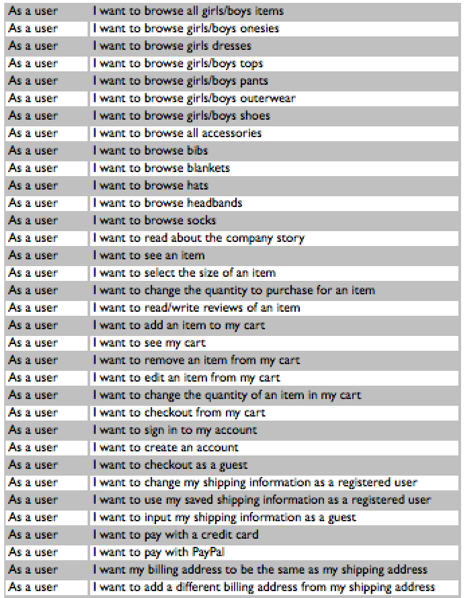 As a user I want to browse all girls/boys items
As a user I want to browse girls/boys onesies
As a user I want to browse girls dresses
As a user I want to browse girls/boys tops
As a user I want to browse girls/boys pants
As a user I want to browse girls/boys outerwear
As a user I want to browse girls/boys shoes
As a user I want to browse all accessories
As a user I want to browse bibs
As a user I want to browse blankets
As a user I want to browse hats
As a user I want to browse headbands
As a user I want to browse socks
As a user I want to read about the company story
As a user I want to see an item
As a user I want to select the size of an item
As a user I want to change the quantity to purchase for an item
As a user I want to read/write reviews of an item
As a user I want to add an item to my cart
As a user I want to see my cart
As a user I want to remove an item from my cart
As a user I want to edit an item from my cart
As a user I want to change the quantity of an item in my cart
As a user I want to checkout from my cart
As a user I want to sign in to my account
As a user I want to create an account
As a user I want to checkout as a guest
As a user I want to change my shipping information as a registered user
As a user I want to use my saved shipping information as a registered user
As a user I want to input my shipping information as a guest
As a user I want to pay with a credit card
As a user I want to pay with PayPal
As a user I want my billing address to be the same as my shipping address
As a user I want to add a different billing address from my shipping address